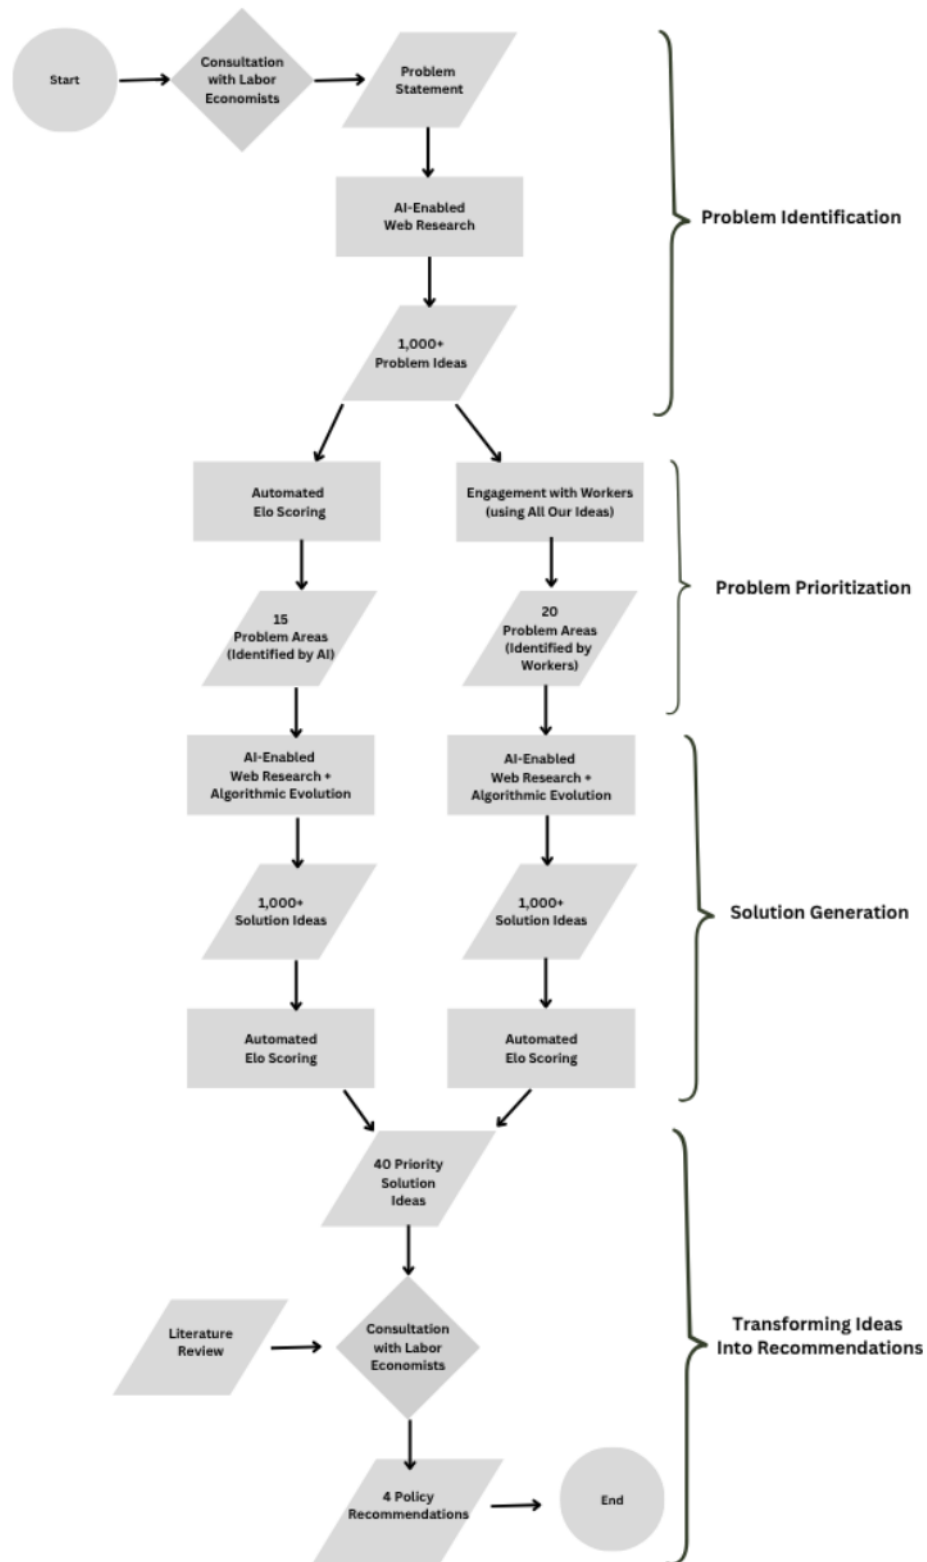 Start
Consultation
with Labor
Economists
Problem
Statement
AI-Enabled
Web Research
1,000+
Problem Ideas
Problem Identification
Automated
Elo Scoring
Engagement with Workers
(using All Our Ideas)
15
Problem Areas
(Identified by AI)
20
Problem Areas
(Identified by
Workers)
Problem Prioritization
AI-Enabled
Web Research +
Algorithmic Evolution
AI-Enabled
Web Research +
Algorithmic Evolution
1,000+
Solution Ideas
1,000+
Solution Ideas
Automated
Elo Scoring
Automated
Elo Scoring
Solution Generation
40 Priority
Solution
Ideas
Literature
Review
Consultation
with Labor
Economists
4 Policy
Recommendations
End
Transforming Ideas
Into Recommendations